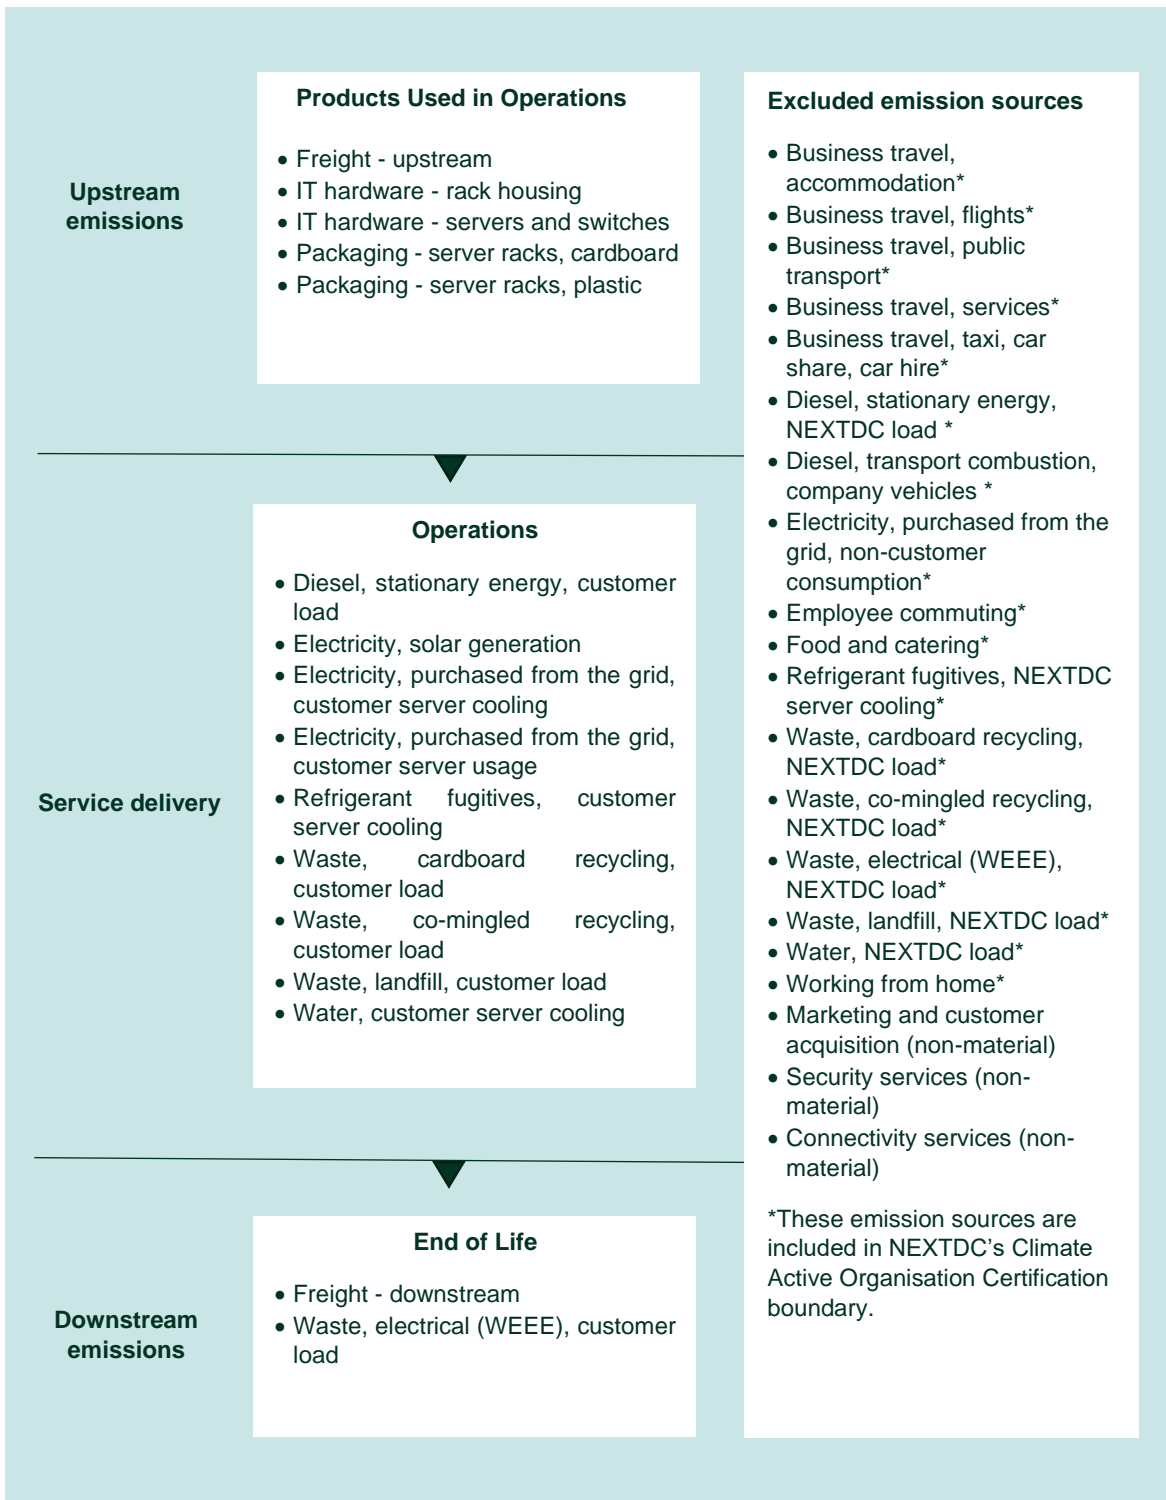 Upstream
emissions
Products Used in Operations
• Freight - upstream
• IT hardware - rack housing
• IT hardware - servers and switches
• Packaging - server racks, cardboard
• Packaging - server racks, plastic
Service delivery
Operations
• Diesel, stationary energy, customer
load
• Electricity, solar generation
• Electricity, purchased from the grid,
customer server cooling
• Electricity, purchased from the grid,
customer server usage
• Refrigerant fugitives, customer
server cooling
• Waste, cardboard recycling,
customer load
• Waste, co-mingled recycling,
customer load
• Waste, landfill, customer load
• Water, customer server cooling
Downstream
emissions
End of Life
• Freight - downstream
• Waste, electrical (WEEE), customer
load
Excluded emission sources
• Business travel,
accommodation*
• Business travel, flights*
• Business travel, public
transport*
• Business travel, services*
• Business travel, taxi, car
share, car hire*
• Diesel, stationary energy,
NEXTDC load *
• Diesel, transport combustion,
company vehicles *
• Electricity, purchased from the
grid, non-customer
consumption*
• Employee commuting*
• Food and catering*
• Refrigerant fugitives, NEXTDC
server cooling*
• Waste, cardboard recycling,
NEXTDC load*
• Waste, co-mingled recycling,
NEXTDC load*
• Waste, electrical (WEEE),
NEXTDC load*
• Waste, landfill, NEXTDC load*
• Water, NEXTDC load*
• Working from home*
• Marketing and customer
acquisition (non-material)
• Security services (non-
material)
• Connectivity services (non-
material)
*These emission sources are
included in NEXTDC's Climate
Active Organisation Certification
boundary.